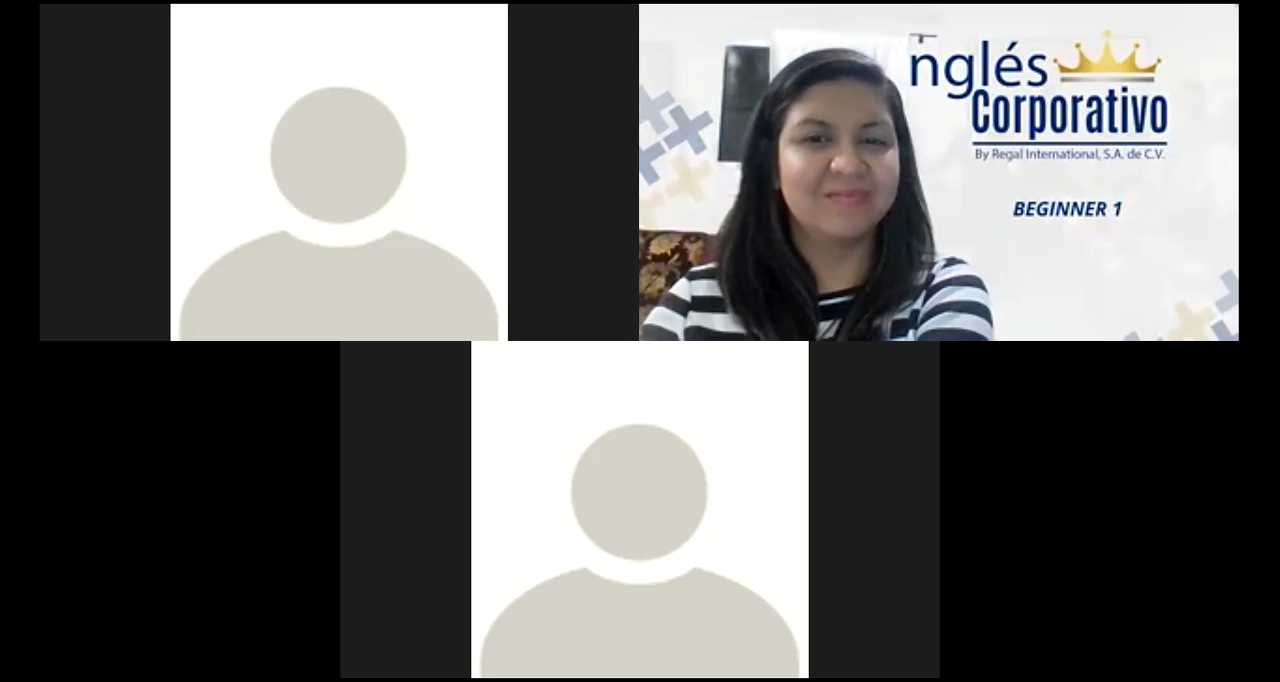 nglés
Corporativo
By Regal International, S.A. de C.V.
BEGINNER 1